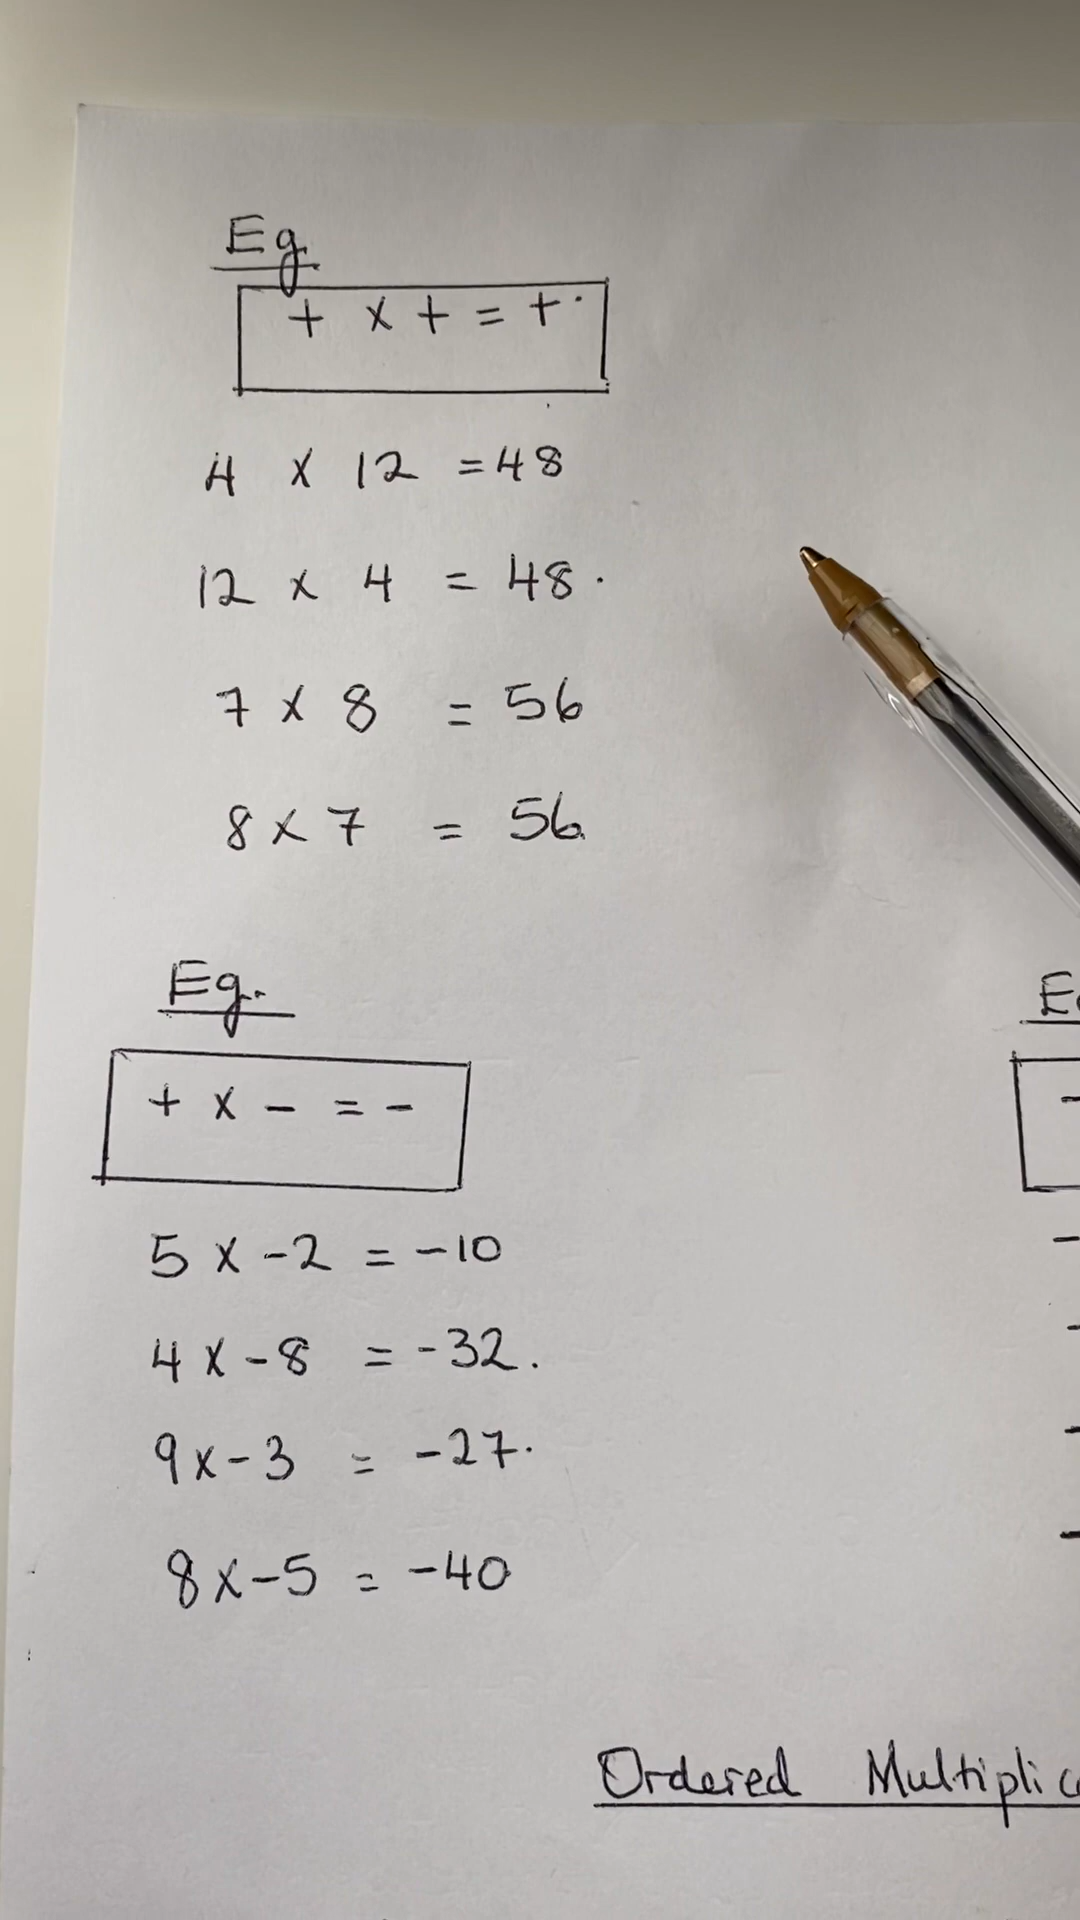 Eg
+ x + = +.
4 x 12 = 48
12 x 4 = 48.
7 x 8 = 56
8 x 7 = 56.
Eg.
+ x - = -
5 x -2 = -10
4 x -8 = -32.
9 x -3 = -27.
8 x -5 = -40
Ordered